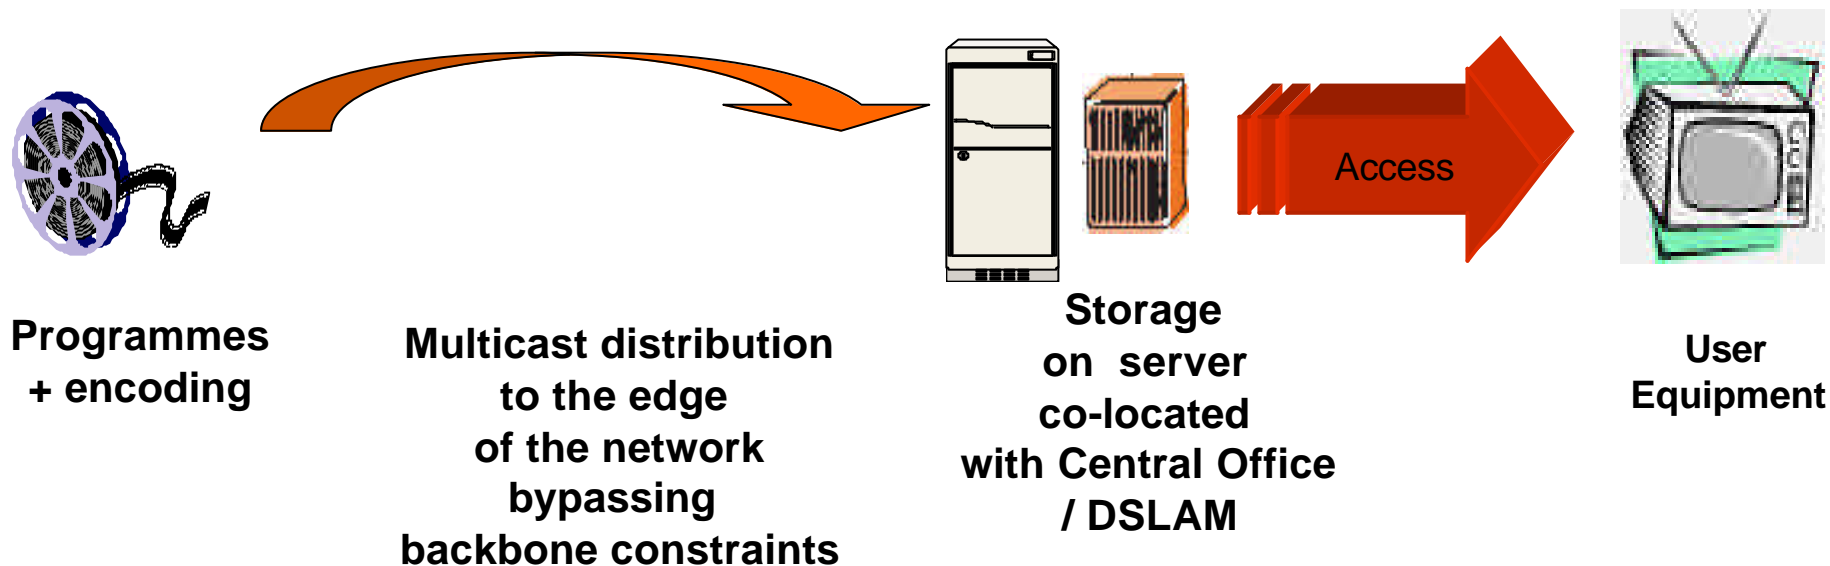 Programmes
+ encoding
Multicast distribution
to the edge
of the network
bypassing
backbone constraints
Storage
on server
co-located
with Central Office
/ DSLAM
Access
User
Equipment